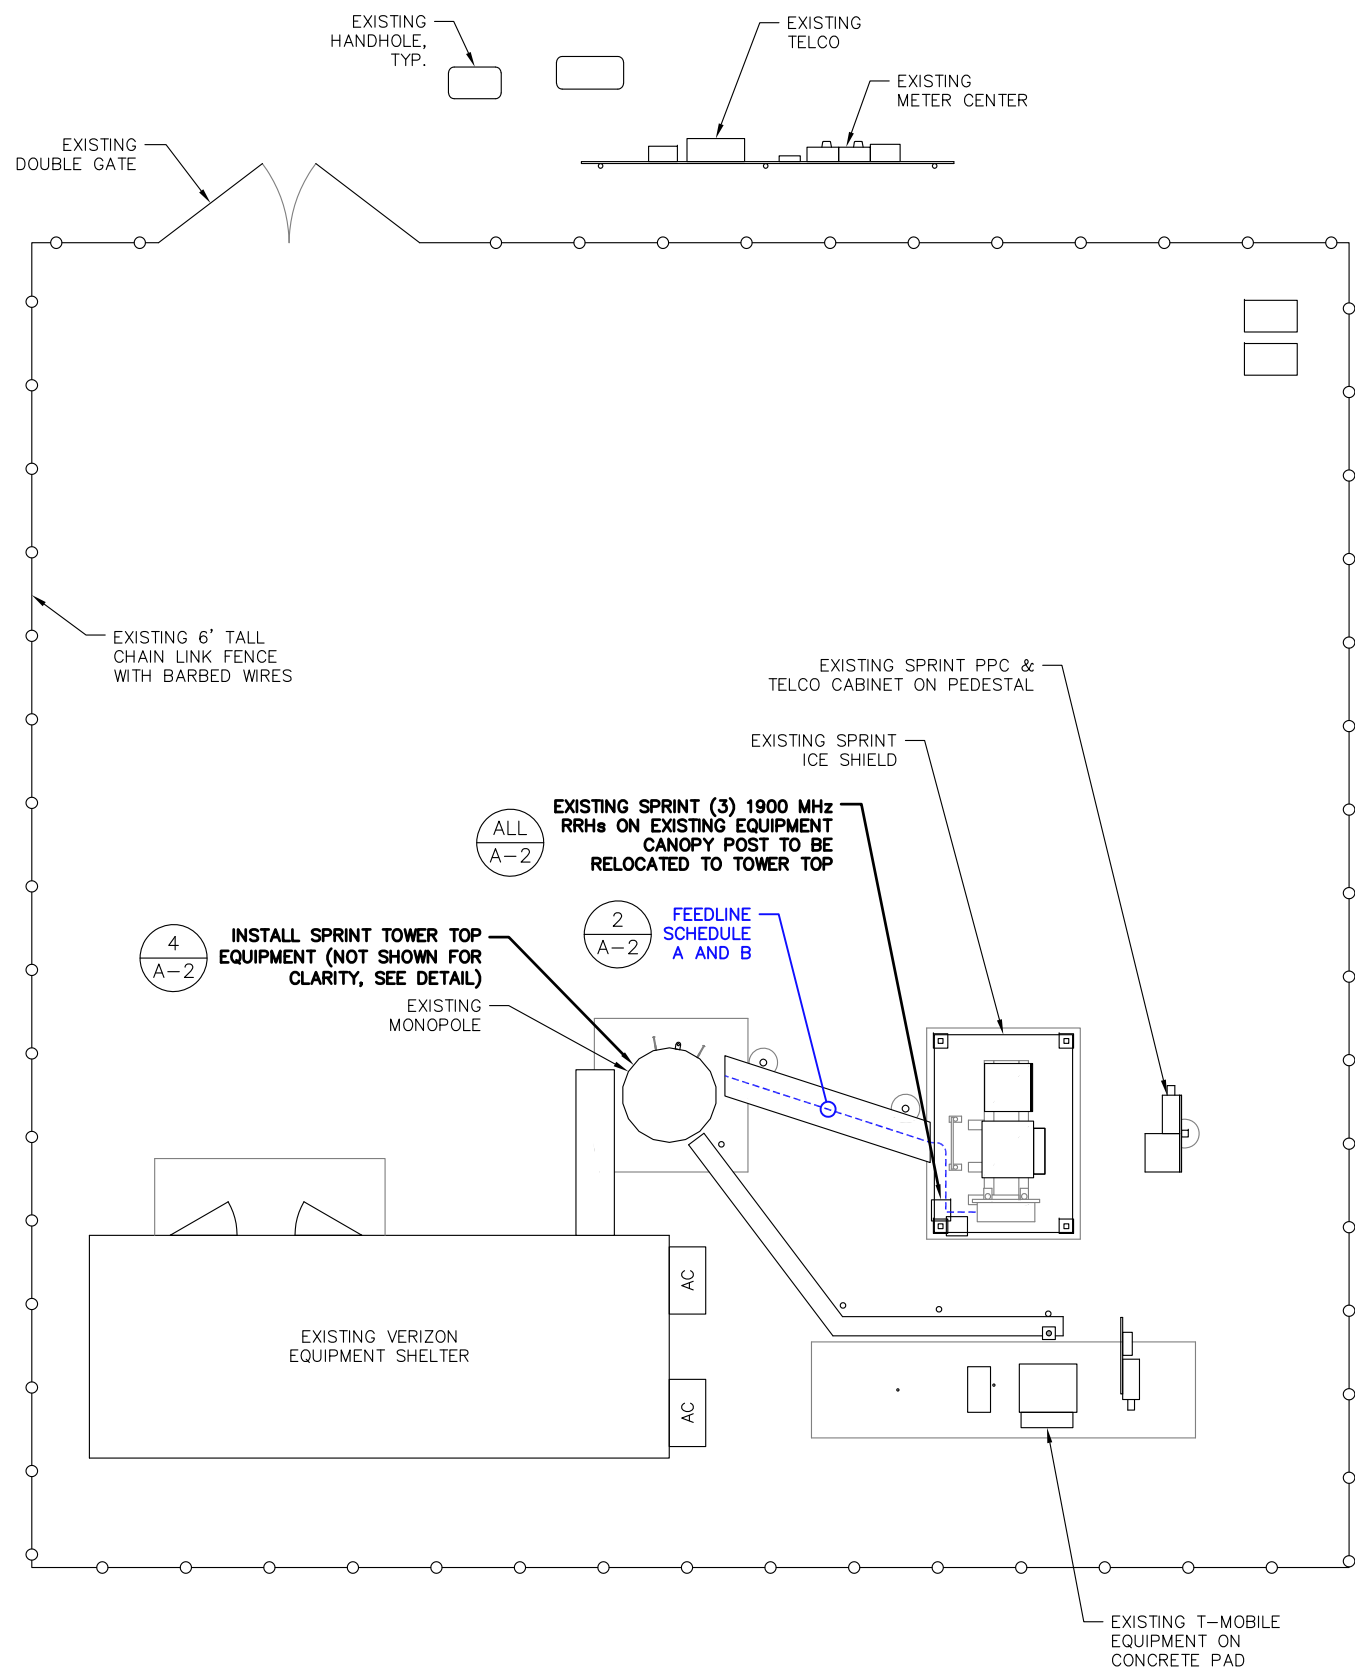 EXISTING
HANDHOLE,
TYP.
EXISTING
TELCO
EXISTING
METER CENTER
EXISTING
DOUBLE GATE
EXISTING 6' TALL
CHAIN LINK FENCE
WITH BARBED WIRES
EXISTING SPRINT PPC &
TELCO CABINET ON PEDESTAL
EXISTING SPRINT
ICE SHIELD
ALL
A-2
EXISTING SPRINT (3) 1900 MHz
RRHs ON EXISTING EQUIPMENT
CANOPY POST TO BE
RELOCATED TO TOWER TOP
2
A-2
FEEDLINE
SCHEDULE
A AND B
4
A-2
INSTALL SPRINT TOWER TOP
EQUIPMENT (NOT SHOWN FOR
CLARITY, SEE DETAIL)
EXISTING
MONOPOLE
AC
EXISTING VERIZON
EQUIPMENT SHELTER
AC
EXISTING T-MOBILE
EQUIPMENT ON
CONCRETE PAD